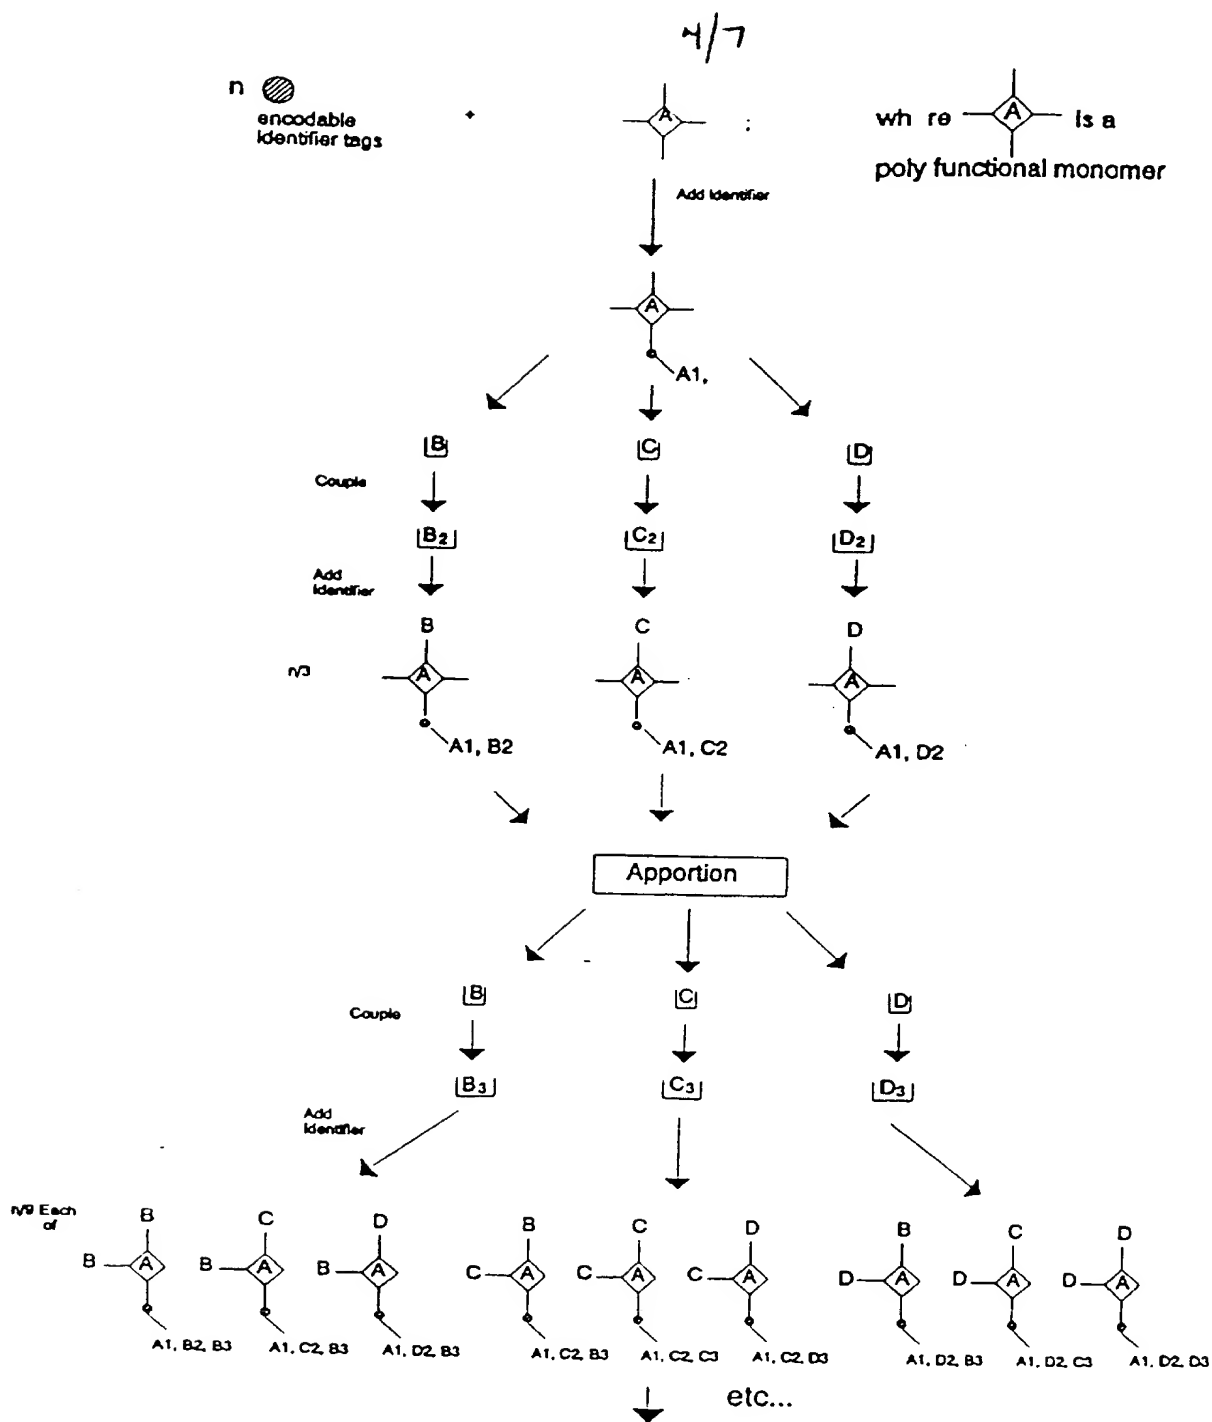 4/7
n
encodable
identifier tags
+
A
;
wh re A is a
poly functional monomer
Add Identifier
A
A1,
B C D
Couple
B2 C2 D2
Add
Identifier
B C D
n/3
A A A
A1, B2 A1, C2 A1, D2
Apportion
B C D
Couple
B3 C3 D3
Add
Identifier
n/9 Each
of
B C D B C D B C D
B A B A B A C A C A C A D A D A D A
A1, B2, B3 A1, C2, B3 A1, D2, B3 A1, C2, B3 A1, C2, C3 A1, C2, D3 A1, D2, B3 A1, D2, C3 A1, D2, D3
etc...